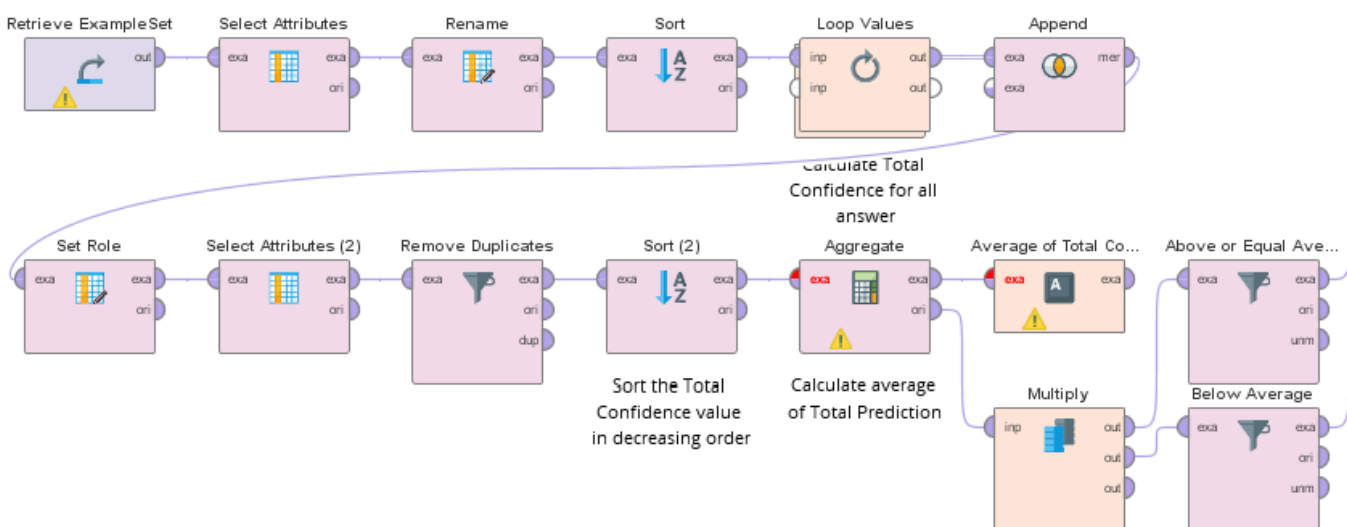 Retrieve ExampleSet
Select Attributes
Rename
Sort
Loop Values
Append
out
exa
exa
ori
exa
exa
ori
exa
exa
ori
inp
out
inp
out
exa
mer
exa
A
Z
Calculate Total
Confidence for all
answer
Set Role
Select Attributes (2)
Remove Duplicates
Sort (2)
Aggregate
Average of Total Co...
Above or Equal Ave...
exa
exa
ori
exa
exa
ori
exa
exa
ori
dup
exa
exa
ori
A
Z
exa
exa
ori
exa
exa
A
exa
exa
ori
unm
Sort the Total
Confidence value
in decreasing order
Calculate average
of Total Prediction
Multiply
Below Average
inp
out
out
out
exa
exa
ori
unm